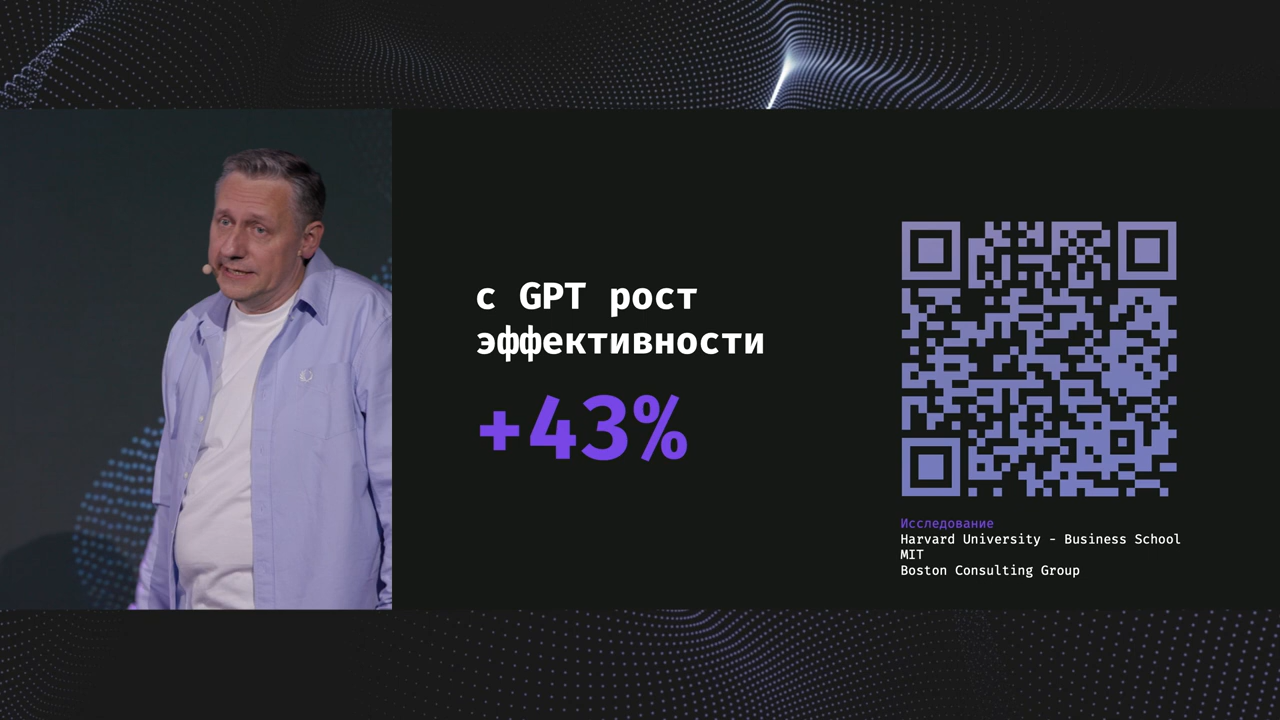 с GPT рост
эффективности
+43%
Исследование
Harvard University - Business School
MIT
Boston Consulting Group